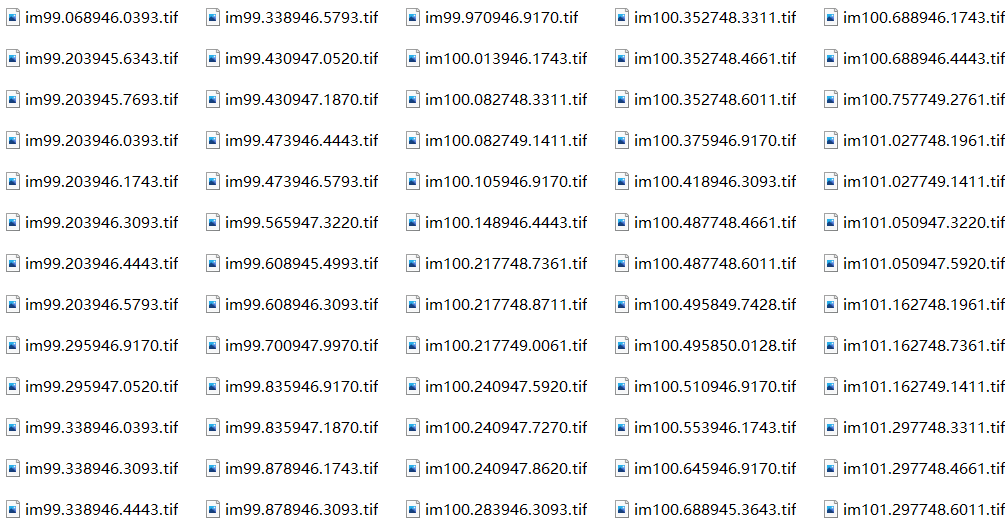 im99.068946.0393.tif
im99.203945.6343.tif
im99.203945.7693.tif
im99.203946.0393.tif
im99.203946.1743.tif
im99.203946.3093.tif
im99.203946.4443.tif
im99.203946.5793.tif
im99.295946.9170.tif
im99.295947.0520.tif
im99.338946.0393.tif
im99.338946.3093.tif
im99.338946.4443.tif
im99.338946.5793.tif
im99.430947.0520.tif
im99.430947.1870.tif
im99.473946.4443.tif
im99.473946.5793.tif
im99.565947.3220.tif
im99.608945.4993.tif
im99.608946.3093.tif
im99.700947.9970.tif
im99.835946.9170.tif
im99.835947.1870.tif
im99.878946.1743.tif
im99.878946.3093.tif
im99.970946.9170.tif
im100.013946.1743.tif
im100.082748.3311.tif
im100.082749.1411.tif
im100.105946.9170.tif
im100.148946.4443.tif
im100.217748.7361.tif
im100.217748.8711.tif
im100.217749.0061.tif
im100.240947.5920.tif
im100.240947.7270.tif
im100.240947.8620.tif
im100.283946.3093.tif
im100.352748.3311.tif
im100.352748.4661.tif
im100.352748.6011.tif
im100.375946.9170.tif
im100.418946.3093.tif
im100.487748.4661.tif
im100.487748.6011.tif
im100.495849.7428.tif
im100.495850.0128.tif
im100.510946.9170.tif
im100.553946.1743.tif
im100.645946.9170.tif
im100.688945.3643.tif
im100.688946.1743.tif
im100.688946.4443.tif
im100.757749.2761.tif
im101.027748.1961.tif
im101.027749.1411.tif
im101.050947.3220.tif
im101.050947.5920.tif
im101.162748.1961.tif
im101.162748.7361.tif
im101.162749.1411.tif
im101.297748.3311.tif
im101.297748.4661.tif
im101.297748.6011.tif